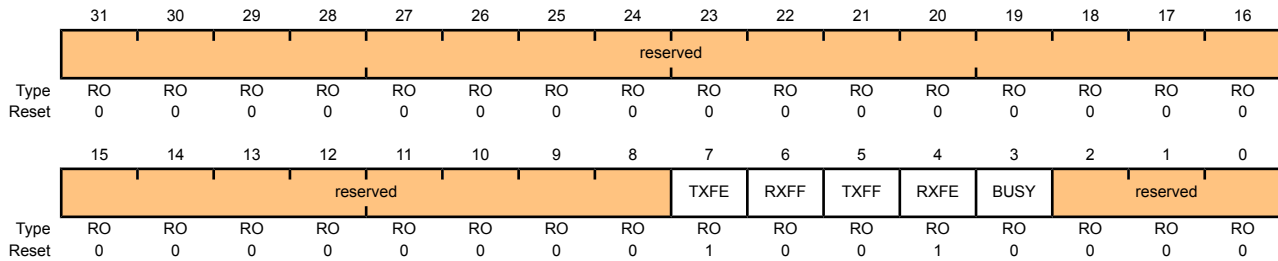 31 30 29 28 27 26 25 24 23 22 21 20 19 18 17 16
reserved
Type RO RO RO RO RO RO RO RO RO RO RO RO RO RO RO RO
Reset 0 0 0 0 0 0 0 0 0 0 0 0 0 0 0 0
15 14 13 12 11 10 9 8 7 6 5 4 3 2 1 0
reserved TXFE RXFF TXFF RXFE BUSY reserved
Type RO RO RO RO RO RO RO RO RO RO RO RO RO RO RO RO
Reset 0 0 0 0 0 0 0 0 1 0 0 1 0 0 0 0